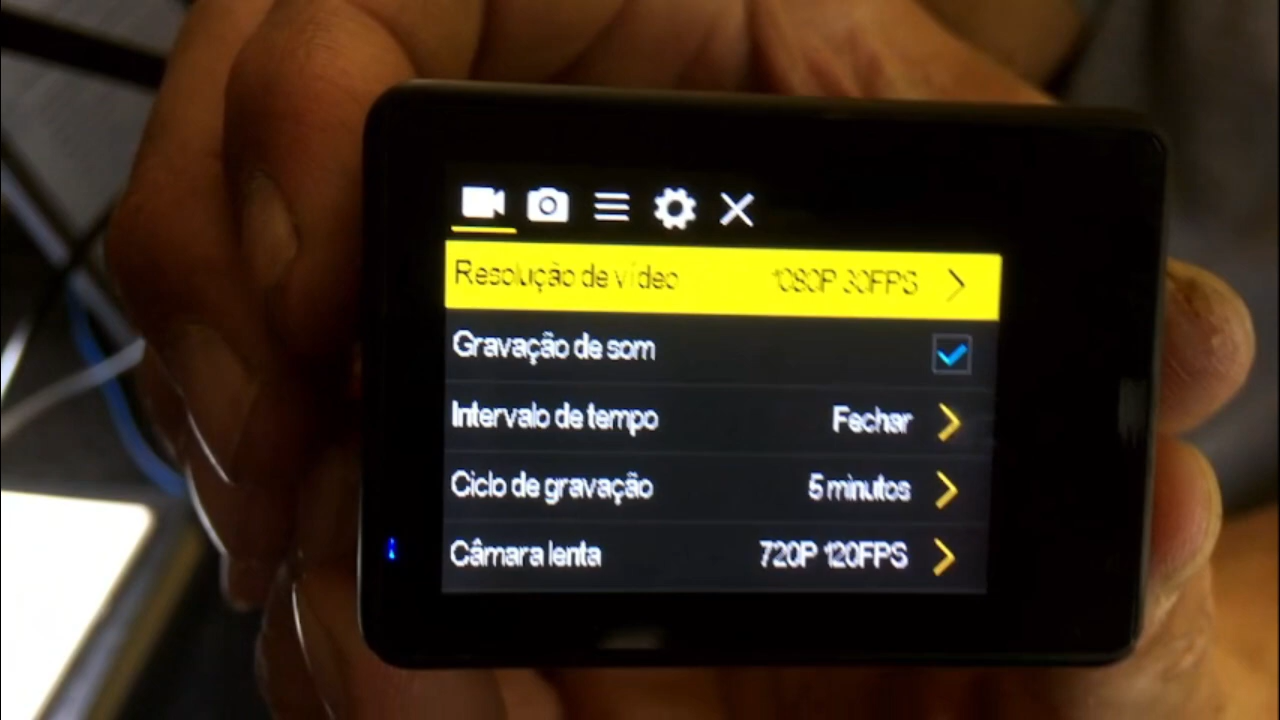 Resolução de vídeo 1080P 30FPS
Gravação de som
Intervalo de tempo Fechar
Ciclo de gravação 5 minutos
Câmara lenta 720P 120FPS